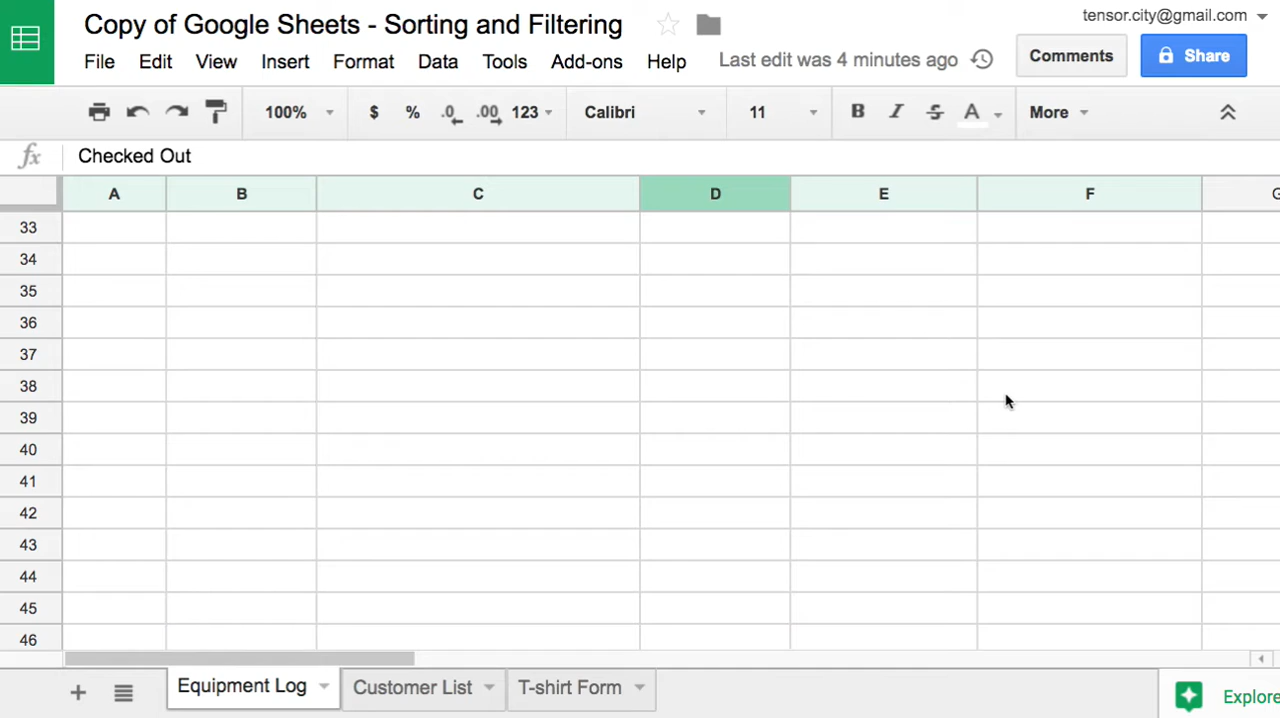 Copy of Google Sheets - Sorting and Filtering
tensor.city@gmail.com
File Edit View Insert Format Data Tools Add-ons Help Last edit was 4 minutes ago Comments Share
100% $ % .0 .00 123 Calibri 11 B I S A More
fx Checked Out
A B C D E F G
33
34
35
36
37
38
39
40
41
42
43
44
45
46
+ Equipment Log Customer List T-shirt Form Explore